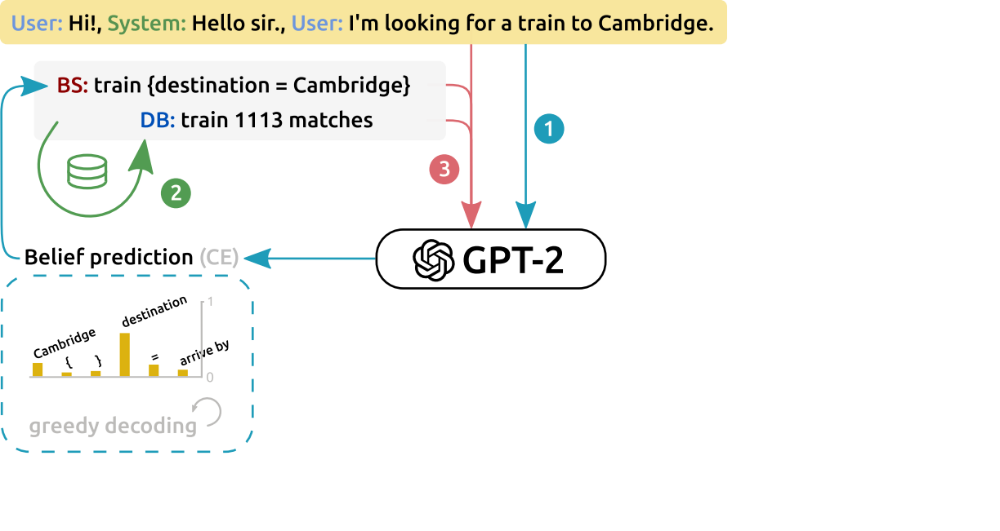 User: Hi!, System: Hello sir., User: I'm looking for a train to Cambridge.
BS: train {destination = Cambridge}
DB: train 1113 matches
1
3
2
GPT-2
Belief prediction (CE)
Cambridge
{
}
destination
=
arrive by
1
0
greedy decoding